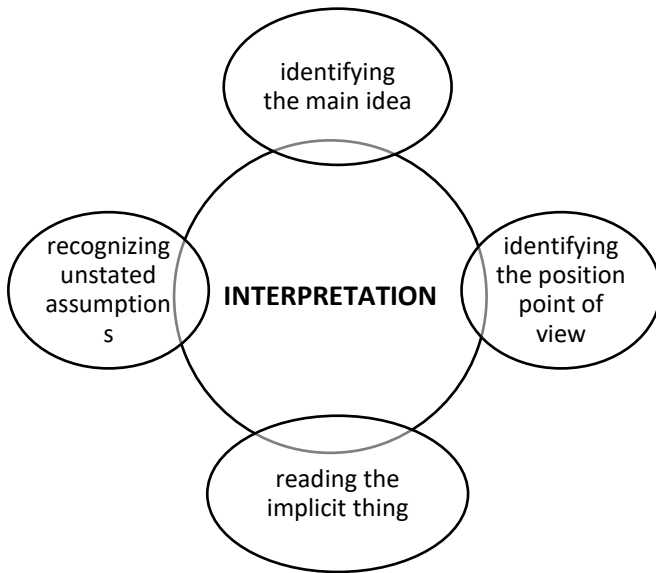 identifying
the main idea
recognizing
unstated
assumption
s
INTERPRETATION
identifying
the position
point of
view
reading the
implicit thing